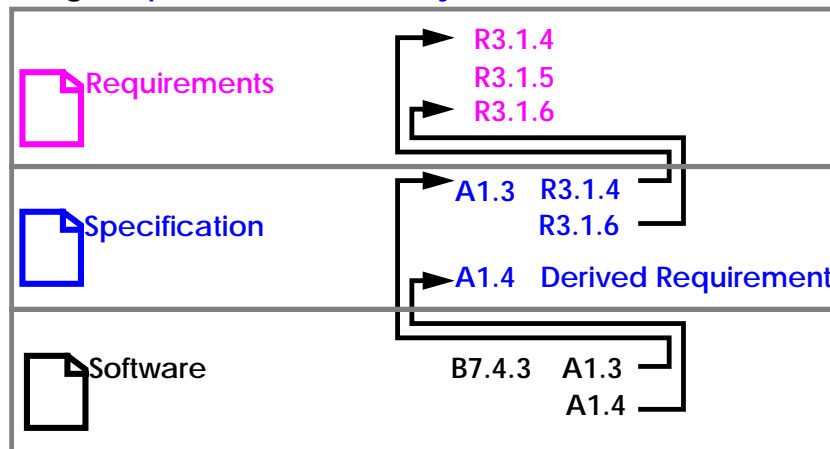 R3.1.4
Requirements R3.1.5
R3.1.6
A1.3 R3.1.4
Specification R3.1.6
A1.4 Derived Requirement
Software B7.4.3 A1.3
A1.4